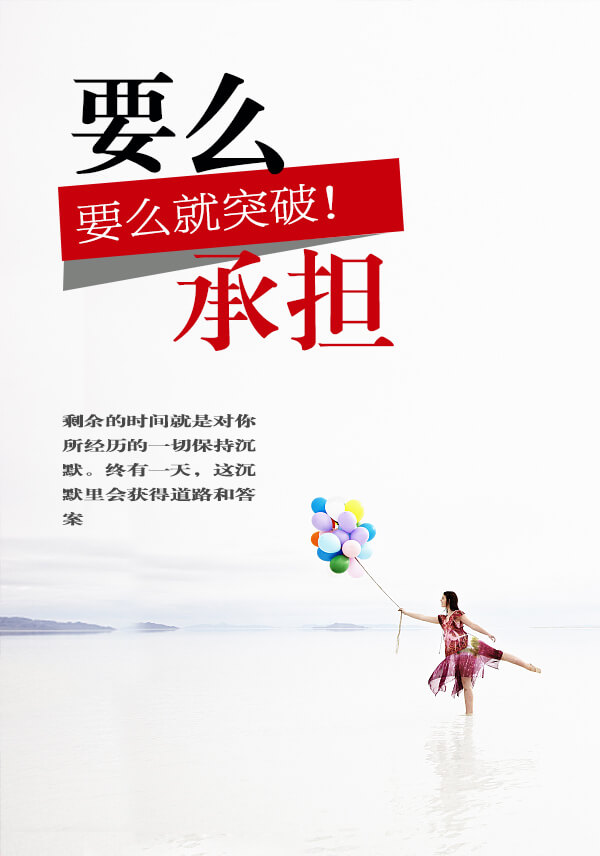 要么
要么就突破！
承担
剩余的时间就是对你
所经历的一切保持沉
默。终有一天，这沉
默里会获得道路和答
案